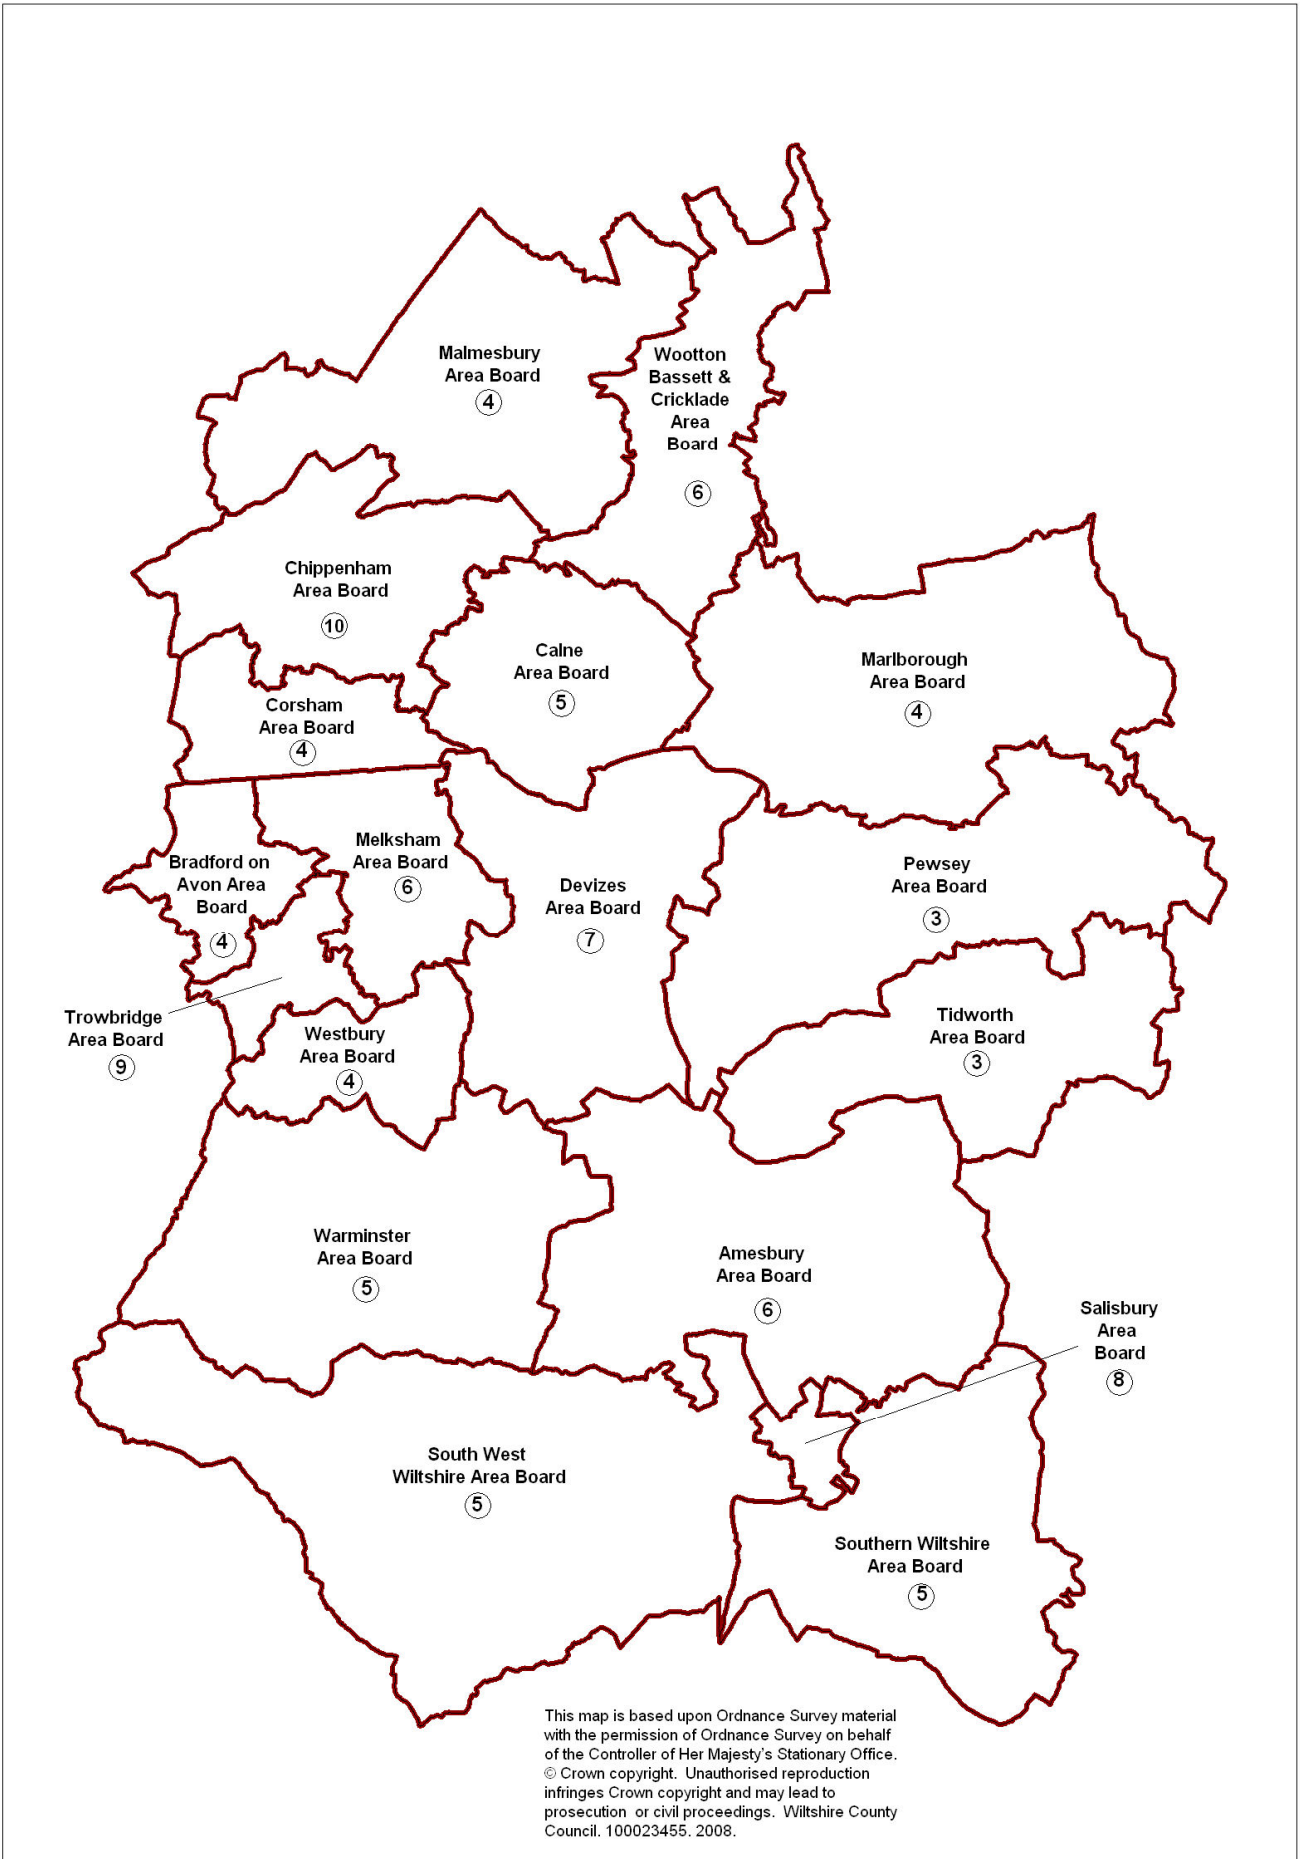 Malmesbury
Area Board
4
Wootton
Bassett &
Cricklade
Area
Board
6
Chippenham
Area Board
10
Calne
Area Board
5
Marlborough
Area Board
4
Corsham
Area Board
4
Melksham
Area Board
6
Bradford on
Avon Area
Board
4
Devizes
Area Board
7
Pewsey
Area Board
3
Trowbridge
Area Board
9
Westbury
Area Board
4
Tidworth
Area Board
3
Warminster
Area Board
5
Amesbury
Area Board
6
Salisbury
Area
Board
8
South West
Wiltshire Area Board
5
Southern Wiltshire
Area Board
5
This map is based upon Ordnance Survey material
with the permission of Ordnance Survey on behalf
of the Controller of Her Majesty's Stationary Office.
© Crown copyright.  Unauthorised reproduction
infringes Crown copyright and may lead to
prosecution  or civil proceedings.  Wiltshire County
Council. 100023455. 2008.